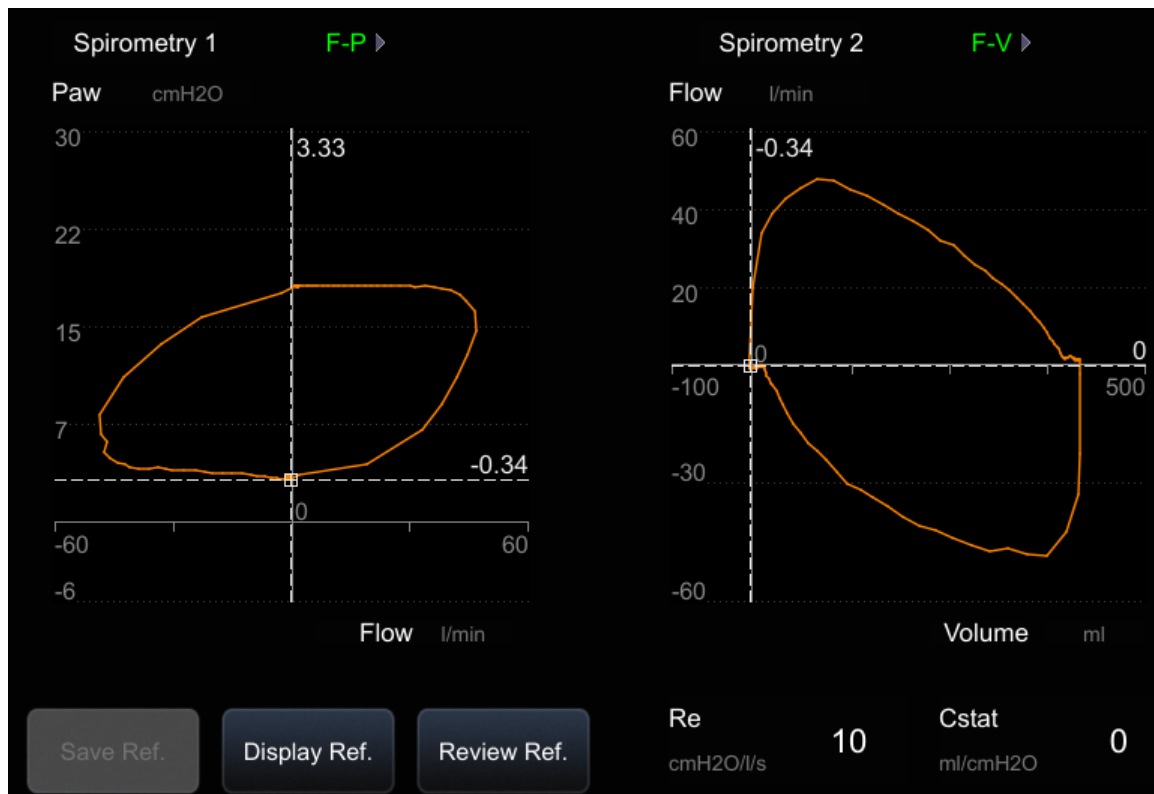 Spirometry 1 F-P
Paw cmH2O
30
3.33
22
15
7
-0.34
0
-60 60
-6
Flow l/min
Save Ref. Display Ref. Review Ref.
Spirometry 2 F-V
Flow l/min
60
-0.34
40
20
0 0
-100 500
-30
-60
Volume ml
Re
10
cmH2O/l/s
Cstat
0
ml/cmH2O